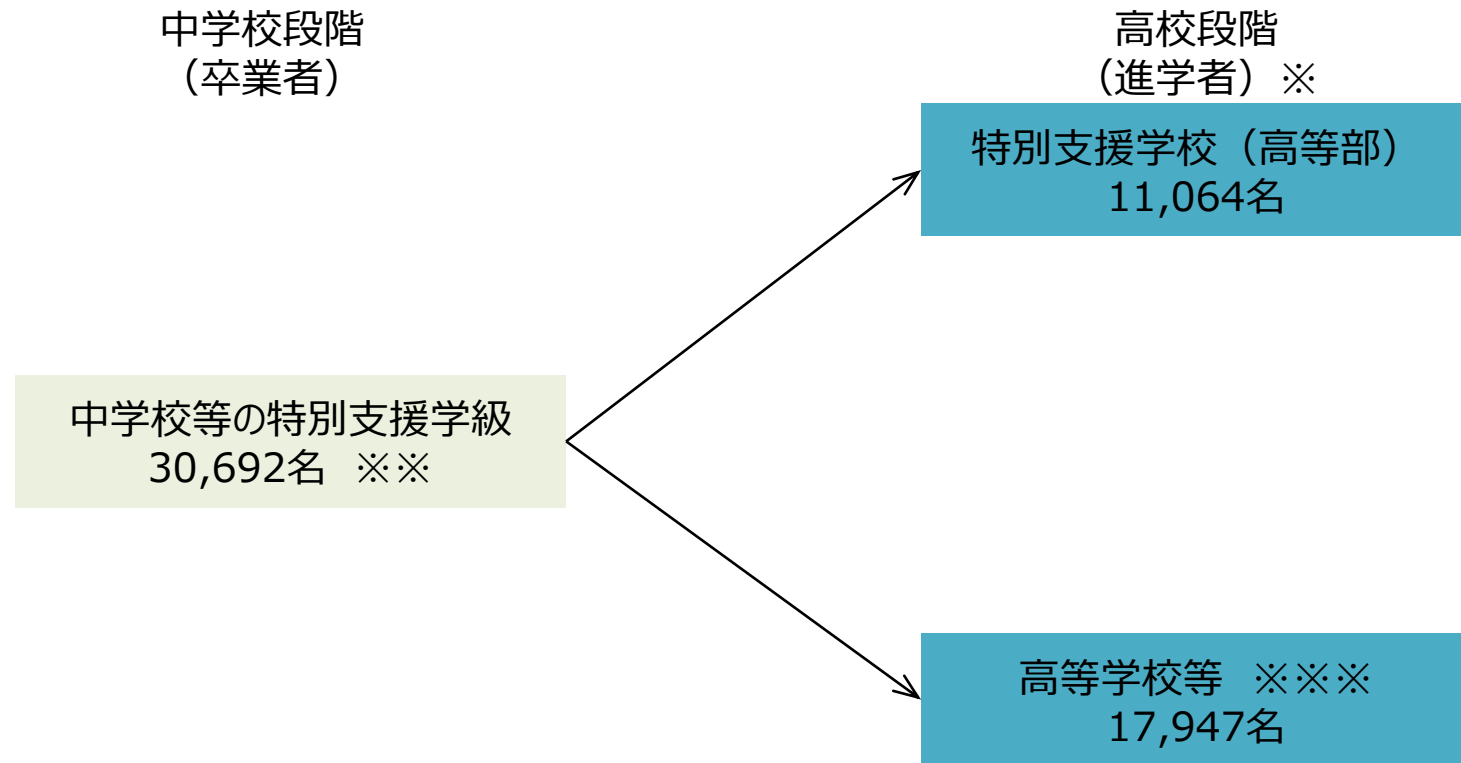 中学校段階
（卒業者）
高校段階
（進学者）※
特別支援学校（高等部）
11,064名
中学校等の特別支援学級
30,692名 ※※
高等学校等 ※※※
17,947名